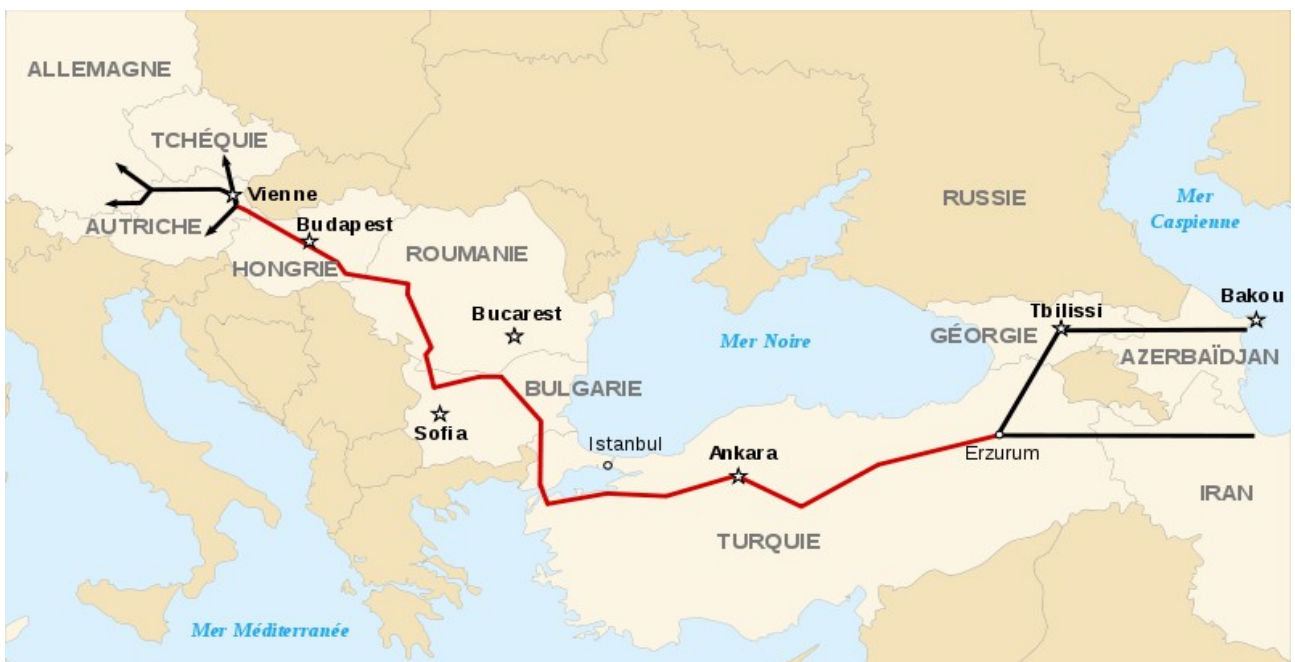 ALLEMAGNE
TCHÉQUIE
Vienne
AUTRICHE
Budapest
HONGRIE
ROUMANIE
Bucarest
BULGARIE
Sofia
Istanbul
Ankara
TURQUIE
Erzurum
Mer Noire
RUSSIE
Mer
Caspienne
Tbilissi
GÉORGIE
Bakou
AZERBAÏDJAN
IRAN
Mer Méditerranée